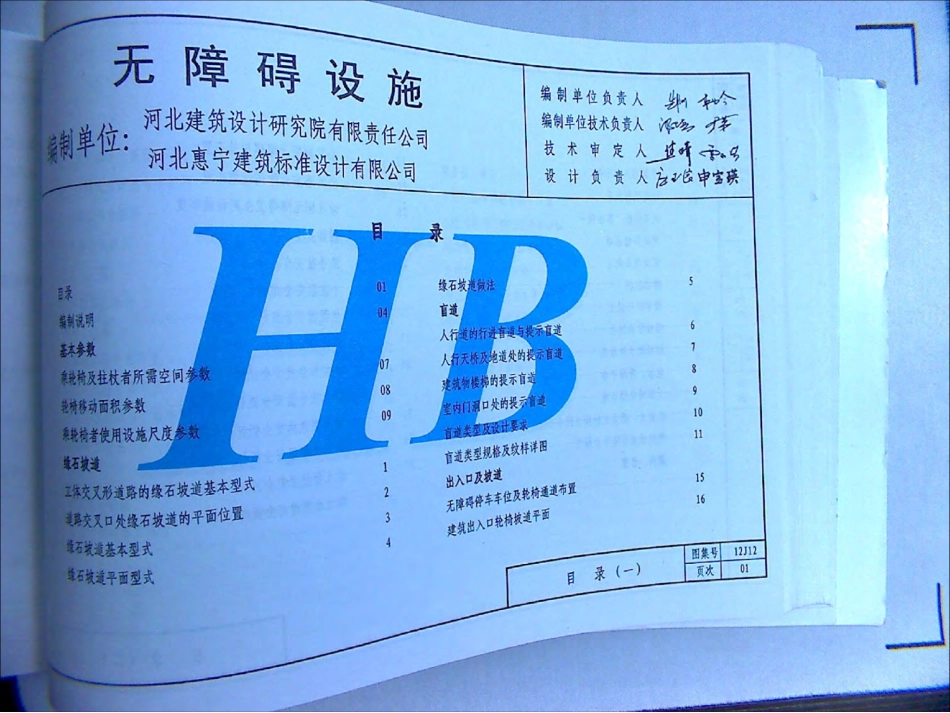 无障碍设施
编制单位：
河北建筑设计研究院有限责任公司
河北惠宁建筑标准设计有限公司
编制单位负责人
编制单位技术负责人
技术审定人
设计负责人 申宝瑛
目 录
HB
目录 01
编制说明 04
基本参数
乘轮椅及拄杖者所需空间参数 07
轮椅移动面积参数 08
乘轮椅者使用设施尺度参数 09
缘石坡道
工体交叉形道路的缘石坡道基本型式 1
道路交叉口处缘石坡道的平面位置 2
缘石坡道基本型式 3
缘石坡道平面型式 4
缘石坡道做法 5
盲道
人行道的行进盲道与提示盲道 6
人行天桥及地道处的提示盲道 7
建筑物楼梯的提示盲道 8
室内门洞口处的提示盲道 9
盲道类型及设计要求 10
盲道类型规格及纹样详图 11
出入口及坡道
无障碍停车车位及轮椅通道布置 15
建筑出入口轮椅坡道平面 16
目 录（一）
图集号 12J12
页次 01